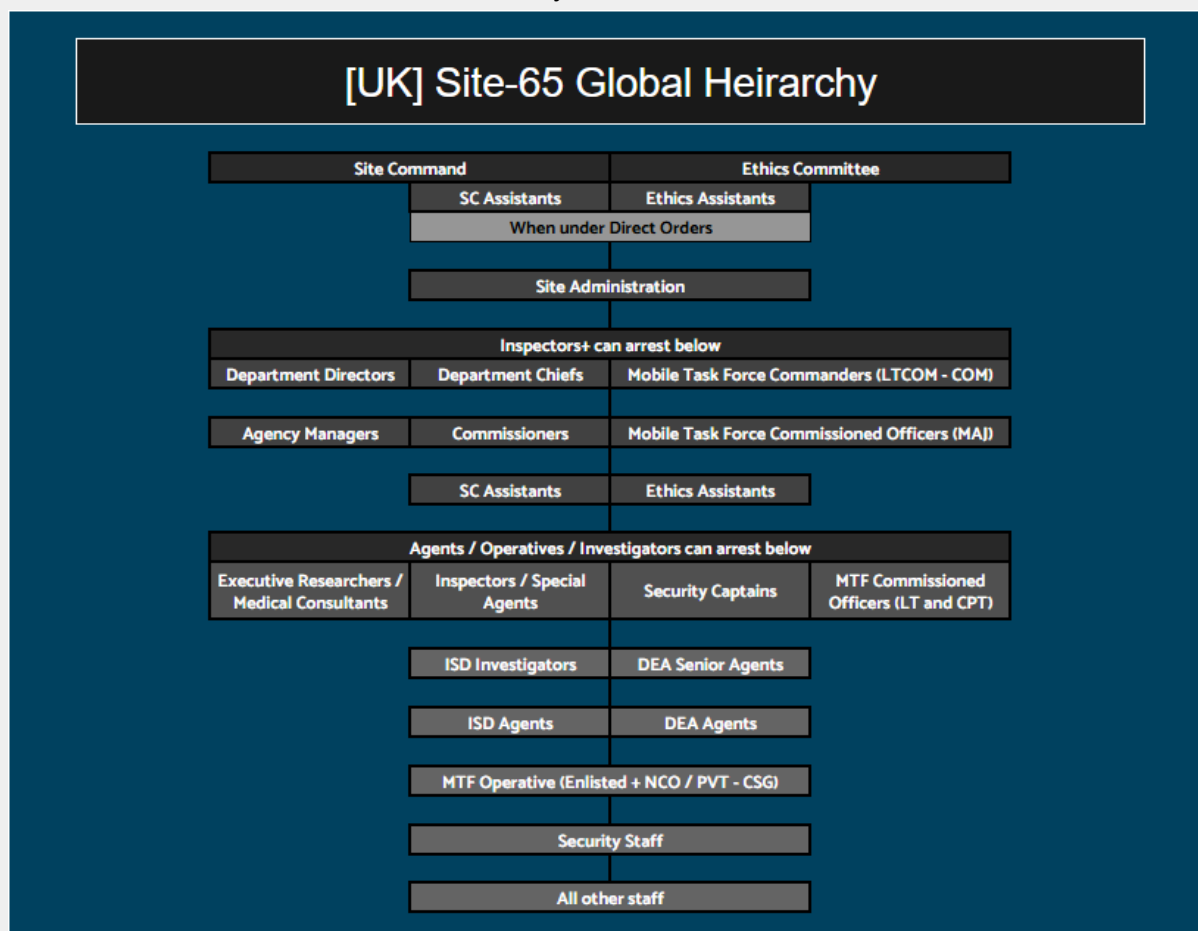 [UK] Site-65 Global Heirarchy
Site Command
Ethics Committee
SC Assistants
Ethics Assistants
When under Direct Orders
Site Administration
Inspectors+ can arrest below
Department Directors
Department Chiefs
Mobile Task Force Commanders (LTCOM - COM)
Agency Managers
Commissioners
Mobile Task Force Commissioned Officers (MAJ)
SC Assistants
Ethics Assistants
Agents / Operatives / Investigators can arrest below
Executive Researchers /
Medical Consultants
Inspectors / Special
Agents
Security Captains
MTF Commissioned
Officers (LT and CPT)
ISD Investigators
DEA Senior Agents
ISD Agents
DEA Agents
MTF Operative (Enlisted + NCO / PVT - CSG)
Security Staff
All other staff